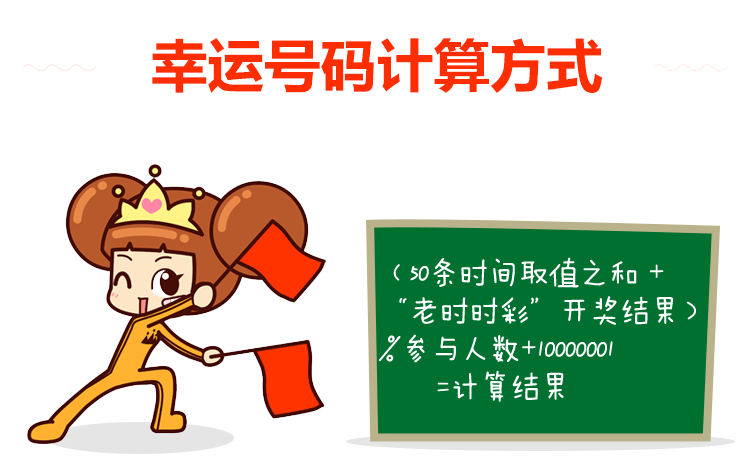 幸运号码计算方式
（50条时间取值之和 +
“老时时彩” 开奖结果）
%参与人数+10000001
=计算结果